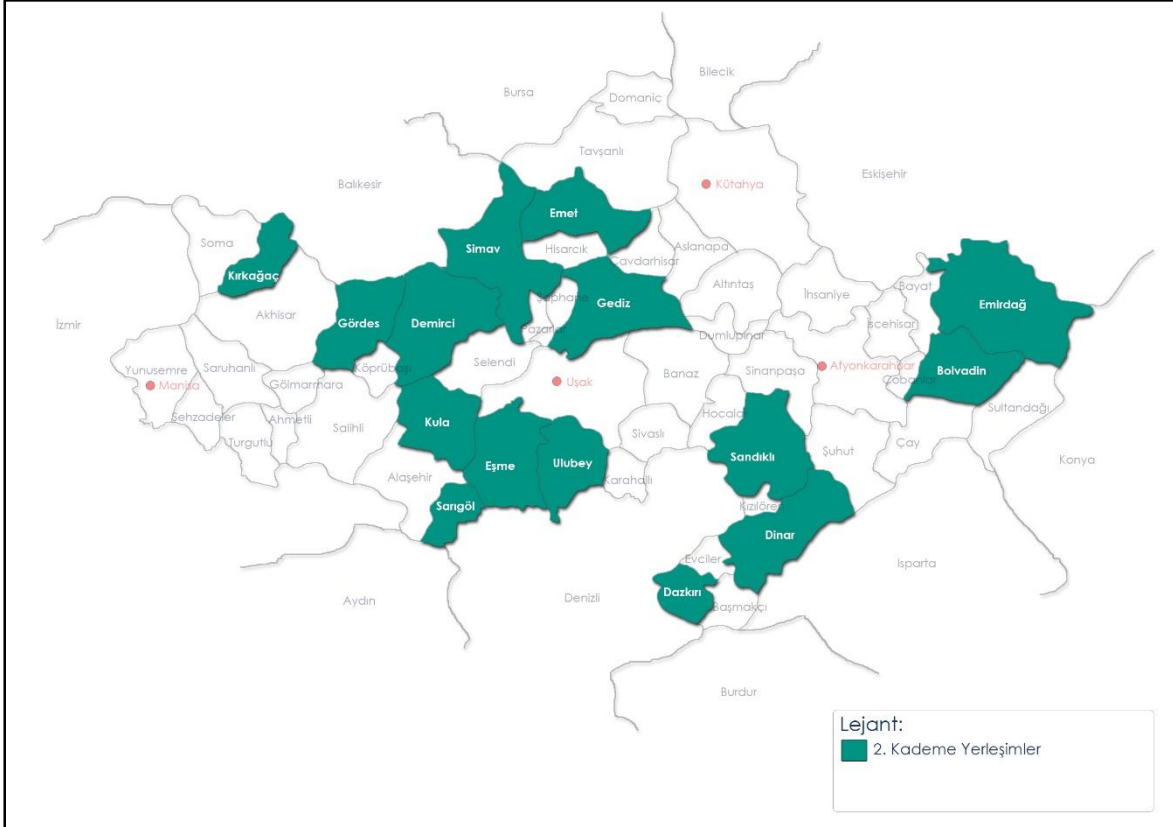 Bilecik
Bursa
Domaniç
Tavşanlı
Eskişehir
Kütahya
Balıkesir
Emet
Soma
Simav
Hisarcık
Aslanapa
Çavdarhisar
Kırkağaç
Gediz
Altıntaş
İhsaniye
Bayat
Emirdağ
Şaphane
Akhisar
Gördes
Demirci
İscehisar
İzmir
Pazarlar
Dumlupınar
Selendi
Köprübaşı
Yunusemre
Saruhanlı
Banaz
Sinanpaşa
Afyonkarahisar
Bolvadin
Manisa
Gölmarmara
Uşak
Çobanlar
Sultandağı
Şehzadeler
Ahmetli
Salihli
Kula
Hocalar
Turgutlu
Sivaslı
Çay
Şuhut
Sandıklı
Ulubey
Eşme
Konya
Alaşehir
Karahallı
Sarıgöl
Kızılören
Dinar
Evciler
Isparta
Aydın
Denizli
Dazkırı
Başmakçı
Burdur
Lejant:
2. Kademe Yerleşimler